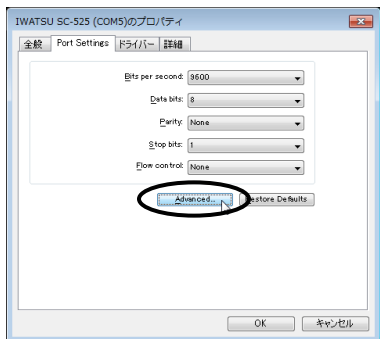 IWATSU SC-525 (COM5)のプロパティ
全般 Port Settings ドライバー 詳細
Bits per second: 9600
Data bits: 8
Parity: None
Stop bits: 1
Flow control: None
Advanced... Restore Defaults
OK キャンセル